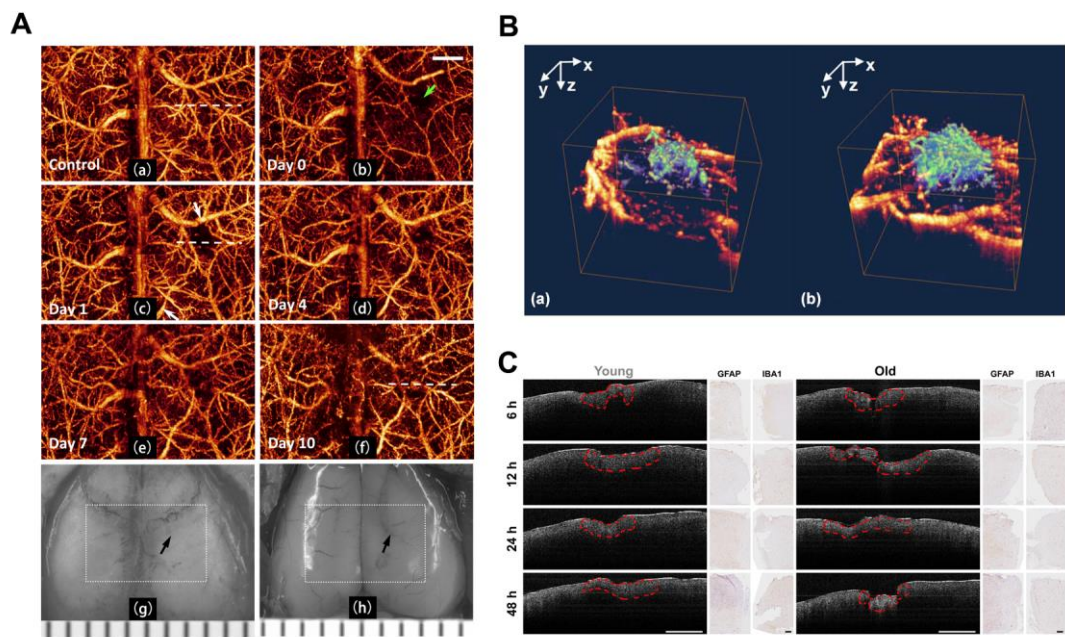 A
Control
(a)
Day 0
(b)
Day 1
(c)
Day 4
(d)
Day 7
(e)
Day 10
(f)
(g)
(h)
B
x
y
z
(a)
x
y
z
(b)
C
Young
GFAP
IBA1
Old
GFAP
IBA1
6 h
12 h
24 h
48 h